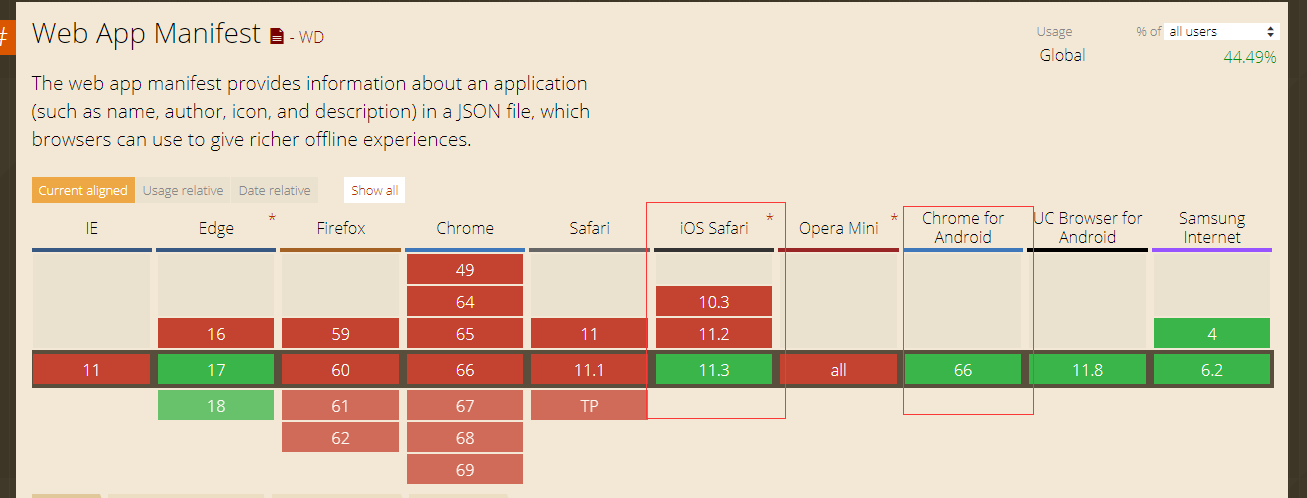 #
Web App Manifest - WD
Usage % of all users
Global 44.49%
The web app manifest provides information about an application
(such as name, author, icon, and description) in a JSON file, which
browsers can use to give richer offline experiences.
Current aligned Usage relative Date relative Show all
IE Edge * Firefox Chrome Safari iOS Safari * Opera Mini * Chrome for Android UC Browser for Android Samsung Internet
49
64 10.3
16 59 65 11 11.2 4
11 17 60 66 11.1 11.3 all 66 11.8 6.2
18 61 67 TP
62 68
69